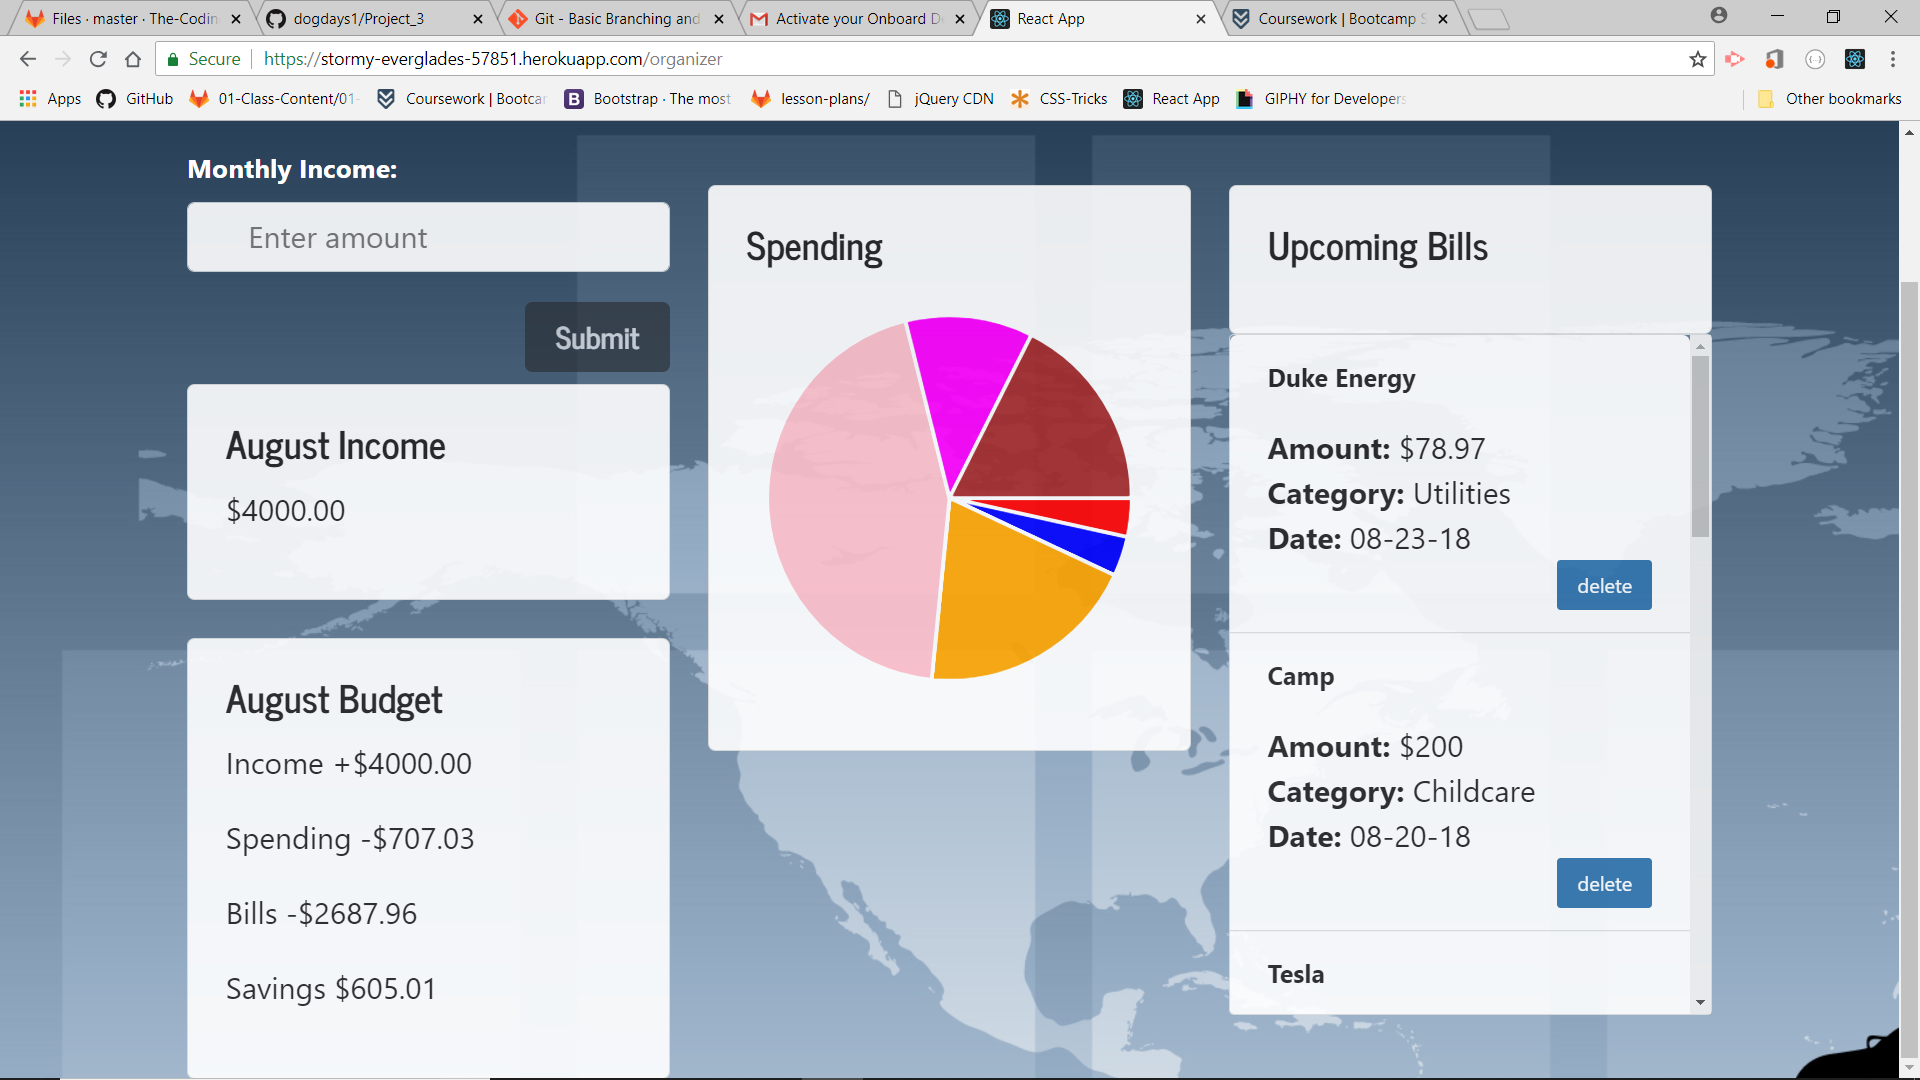 Files · master · The-Codin
dogdays1/Project_3
Git - Basic Branching and
Activate your Onboard D
React App
Coursework | Bootcamp S
Secure
https://stormy-everglades-57851.herokuapp.com/organizer
Apps
GitHub
01-Class-Content/01-
Coursework | Bootcam
Bootstrap · The most
lesson-plans/
jQuery CDN
CSS-Tricks
React App
GIPHY for Developers
Other bookmarks
Monthly Income:
Enter amount
Submit
August Income
$4000.00
August Budget
Income +$4000.00
Spending -$707.03
Bills -$2687.96
Savings $605.01
Spending
Upcoming Bills
Duke Energy
Amount: $78.97
Category: Utilities
Date: 08-23-18
delete
Camp
Amount: $200
Category: Childcare
Date: 08-20-18
delete
Tesla